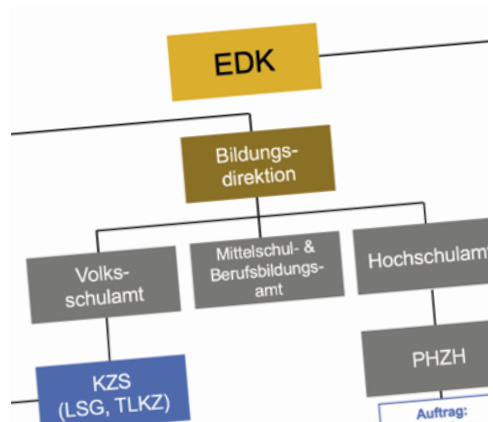 EDK
Bildungs-
direktion
Volks-
schulamt
Mittelschul- &
Berufsbildungs-
amt
Hochschulamt
KZS
(LSG, TLKZ)
PHZH
Auftrag: